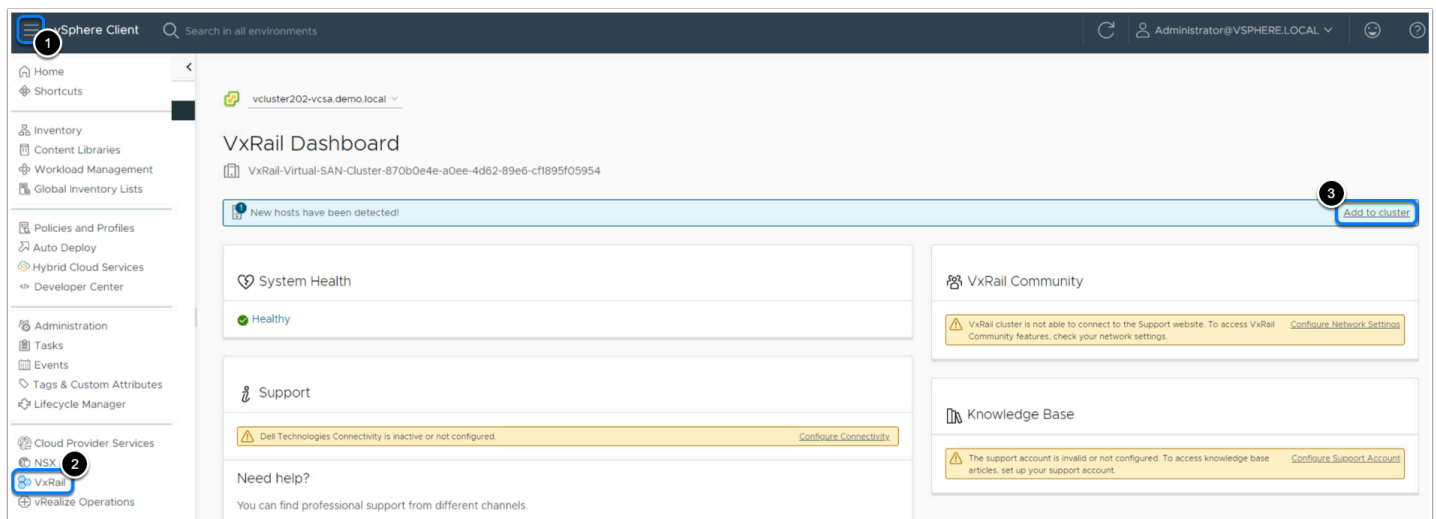 vSphere Client
Search in all environments
Administrator@VSPHERE.LOCAL
1
Home
Shortcuts
Inventory
Content Libraries
Workload Management
Global Inventory Lists
Policies and Profiles
Auto Deploy
Hybrid Cloud Services
Developer Center
Administration
Tasks
Events
Tags & Custom Attributes
Lifecycle Manager
Cloud Provider Services
NSX
2
VxRail
vRealize Operations
vcluster202-vcsa.demo.local
VxRail Dashboard
VxRail-Virtual-SAN-Cluster-870b0e4e-a0ee-4d62-89e6-cf1895f05954
3
1
New hosts have been detected!
Add to cluster
System Health
Healthy
Support
Dell Technologies Connectivity is inactive or not configured.
Configure Connectivity
Need help?
You can find professional support from different channels.
VxRail Community
VxRail cluster is not able to connect to the Support website. To access VxRail
Community features, check your network settings.
Configure Network Settings
Knowledge Base
The support account is invalid or not configured. To access knowledge base
articles, set up your support account.
Configure Support Account